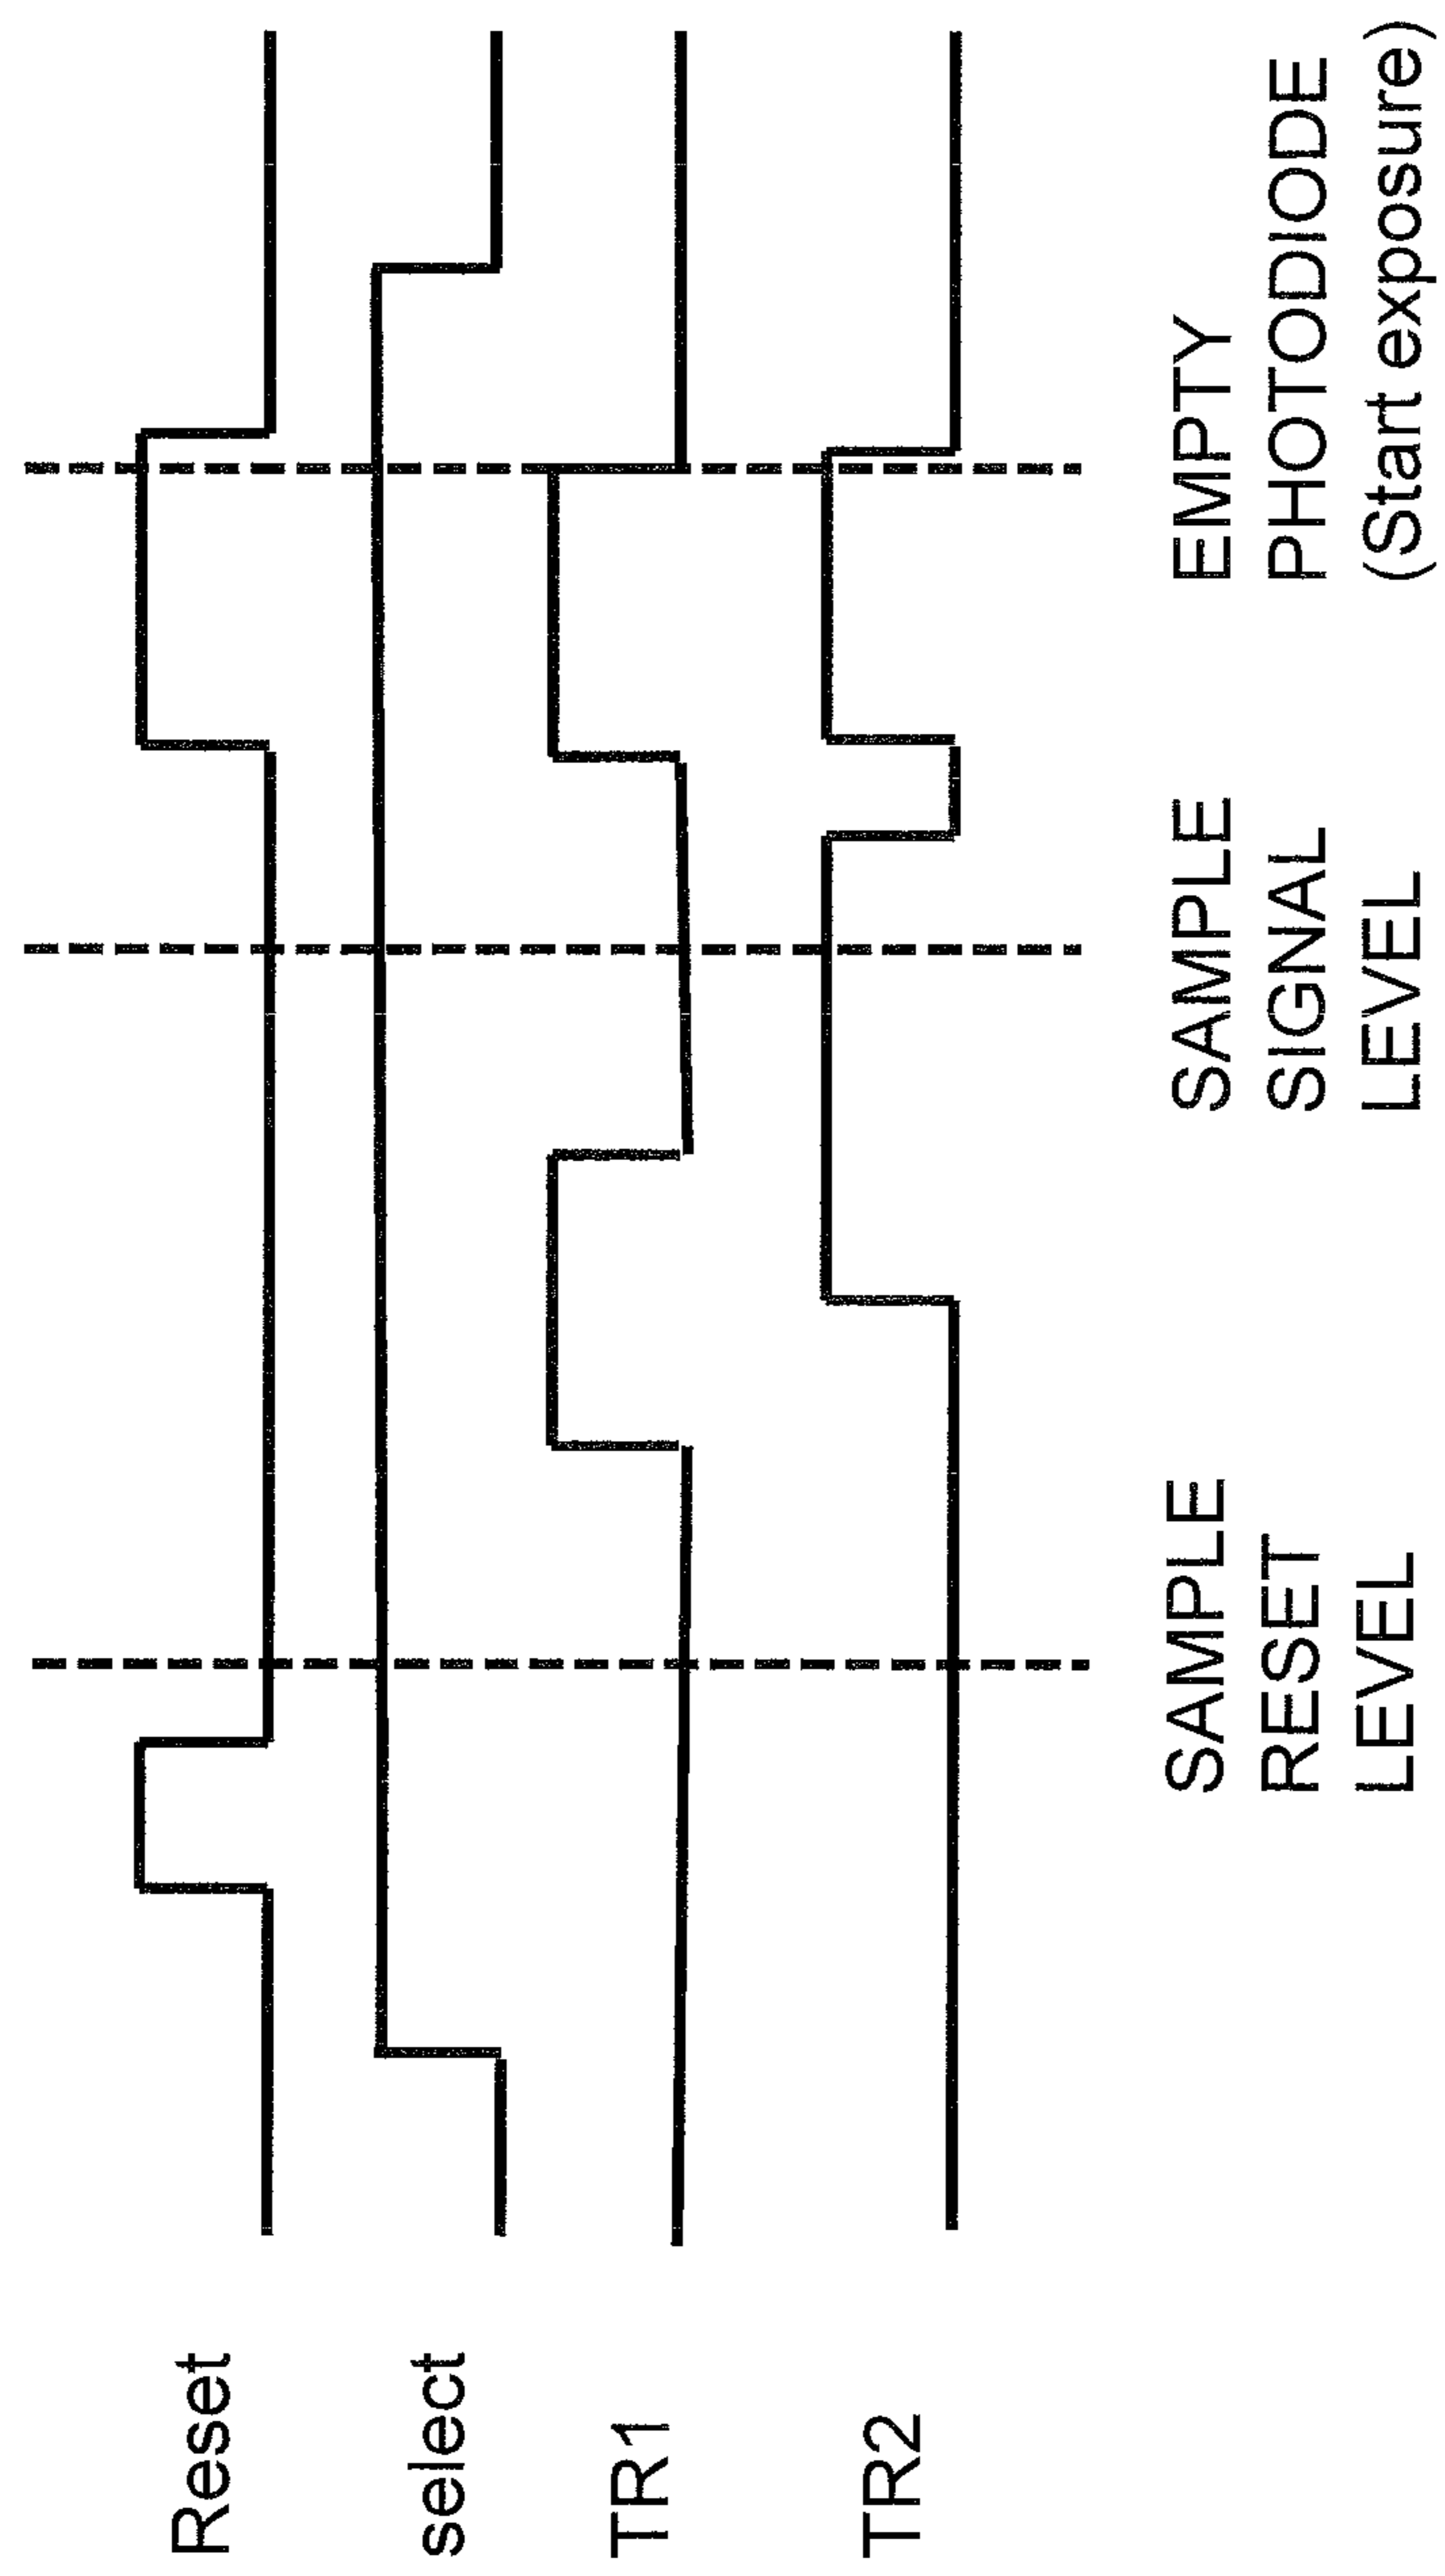 Reset
select
TR1
TR2
SAMPLE
RESET
LEVEL
SAMPLE
SIGNAL
LEVEL
EMPTY
PHOTODIODE
(Start exposure)